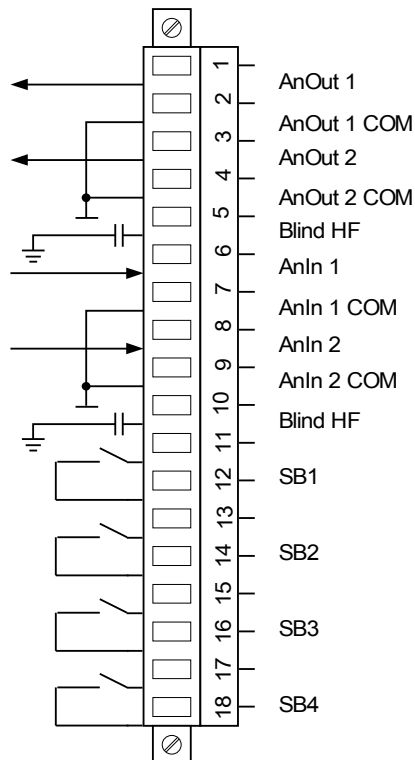 1
AnOut 1
2
AnOut 1 COM
3
AnOut 2
4
AnOut 2 COM
5
Blind HF
6
AnIn 1
7
AnIn 1 COM
8
AnIn 2
9
AnIn 2 COM
10
Blind HF
11
12
SB1
13
14
SB2
15
16
SB3
17
18
SB4